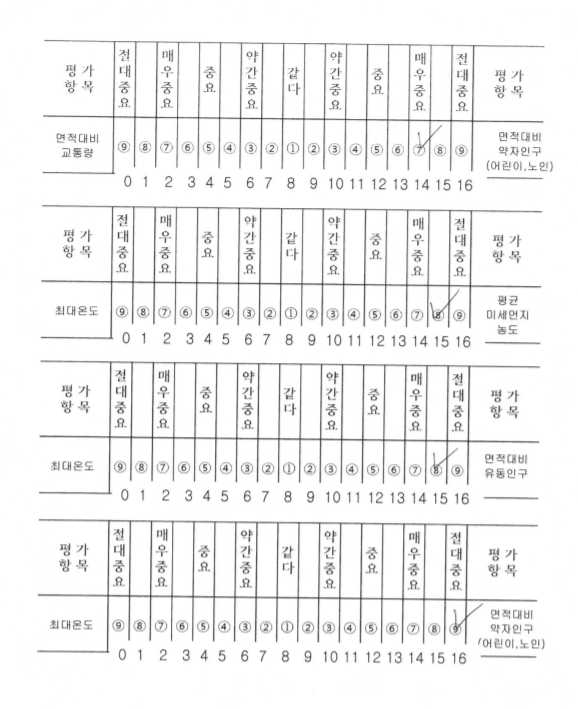 평 가 항 목 절대중요 매우중요 중요 약간중요 같다 약간중요 중요 매우중요 절대중요 평 가 항 목
면적대비 교통량 ⑨ ⑧ ⑦ ⑥ ⑤ ④ ③ ② ① ② ③ ④ ⑤ ⑥ ⑦ ⑧ ⑨ 면적대비 약자인구 (어린이,노인)
0 1 2 3 4 5 6 7 8 9 10 11 12 13 14 15 16
평 가 항 목 절대중요 매우중요 중요 약간중요 같다 약간중요 중요 매우중요 절대중요 평 가 항 목
최대온도 ⑨ ⑧ ⑦ ⑥ ⑤ ④ ③ ② ① ② ③ ④ ⑤ ⑥ ⑦ ⑧ ⑨ 평균 미세먼지 농도
0 1 2 3 4 5 6 7 8 9 10 11 12 13 14 15 16
평 가 항 목 절대중요 매우중요 중요 약간중요 같다 약간중요 중요 매우중요 절대중요 평 가 항 목
최대온도 ⑨ ⑧ ⑦ ⑥ ⑤ ④ ③ ② ① ② ③ ④ ⑤ ⑥ ⑦ ⑧ ⑨ 면적대비 유동인구
0 1 2 3 4 5 6 7 8 9 10 11 12 13 14 15 16
평 가 항 목 절대중요 매우중요 중요 약간중요 같다 약간중요 중요 매우중요 절대중요 평 가 항 목
최대온도 ⑨ ⑧ ⑦ ⑥ ⑤ ④ ③ ② ① ② ③ ④ ⑤ ⑥ ⑦ ⑧ ⑨ 면적대비 약자인구 (어린이,노인)
0 1 2 3 4 5 6 7 8 9 10 11 12 13 14 15 16